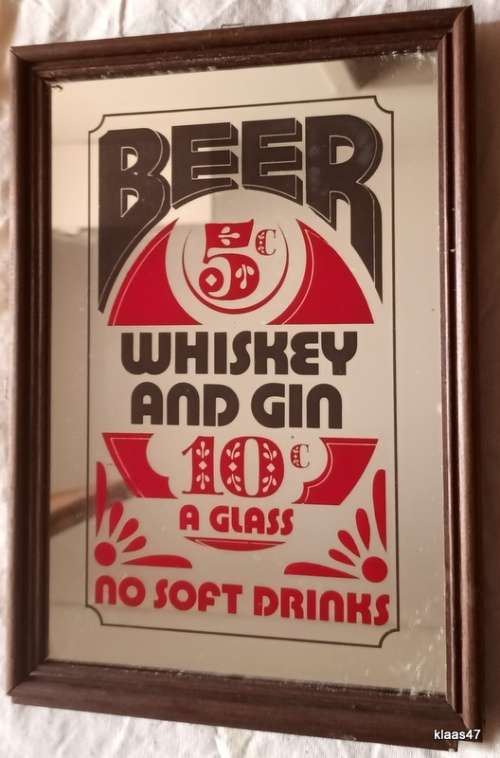 BEER
5¢
WHISKEY
AND GIN
10¢
A GLASS
NO SOFT DRINKS
klaas47